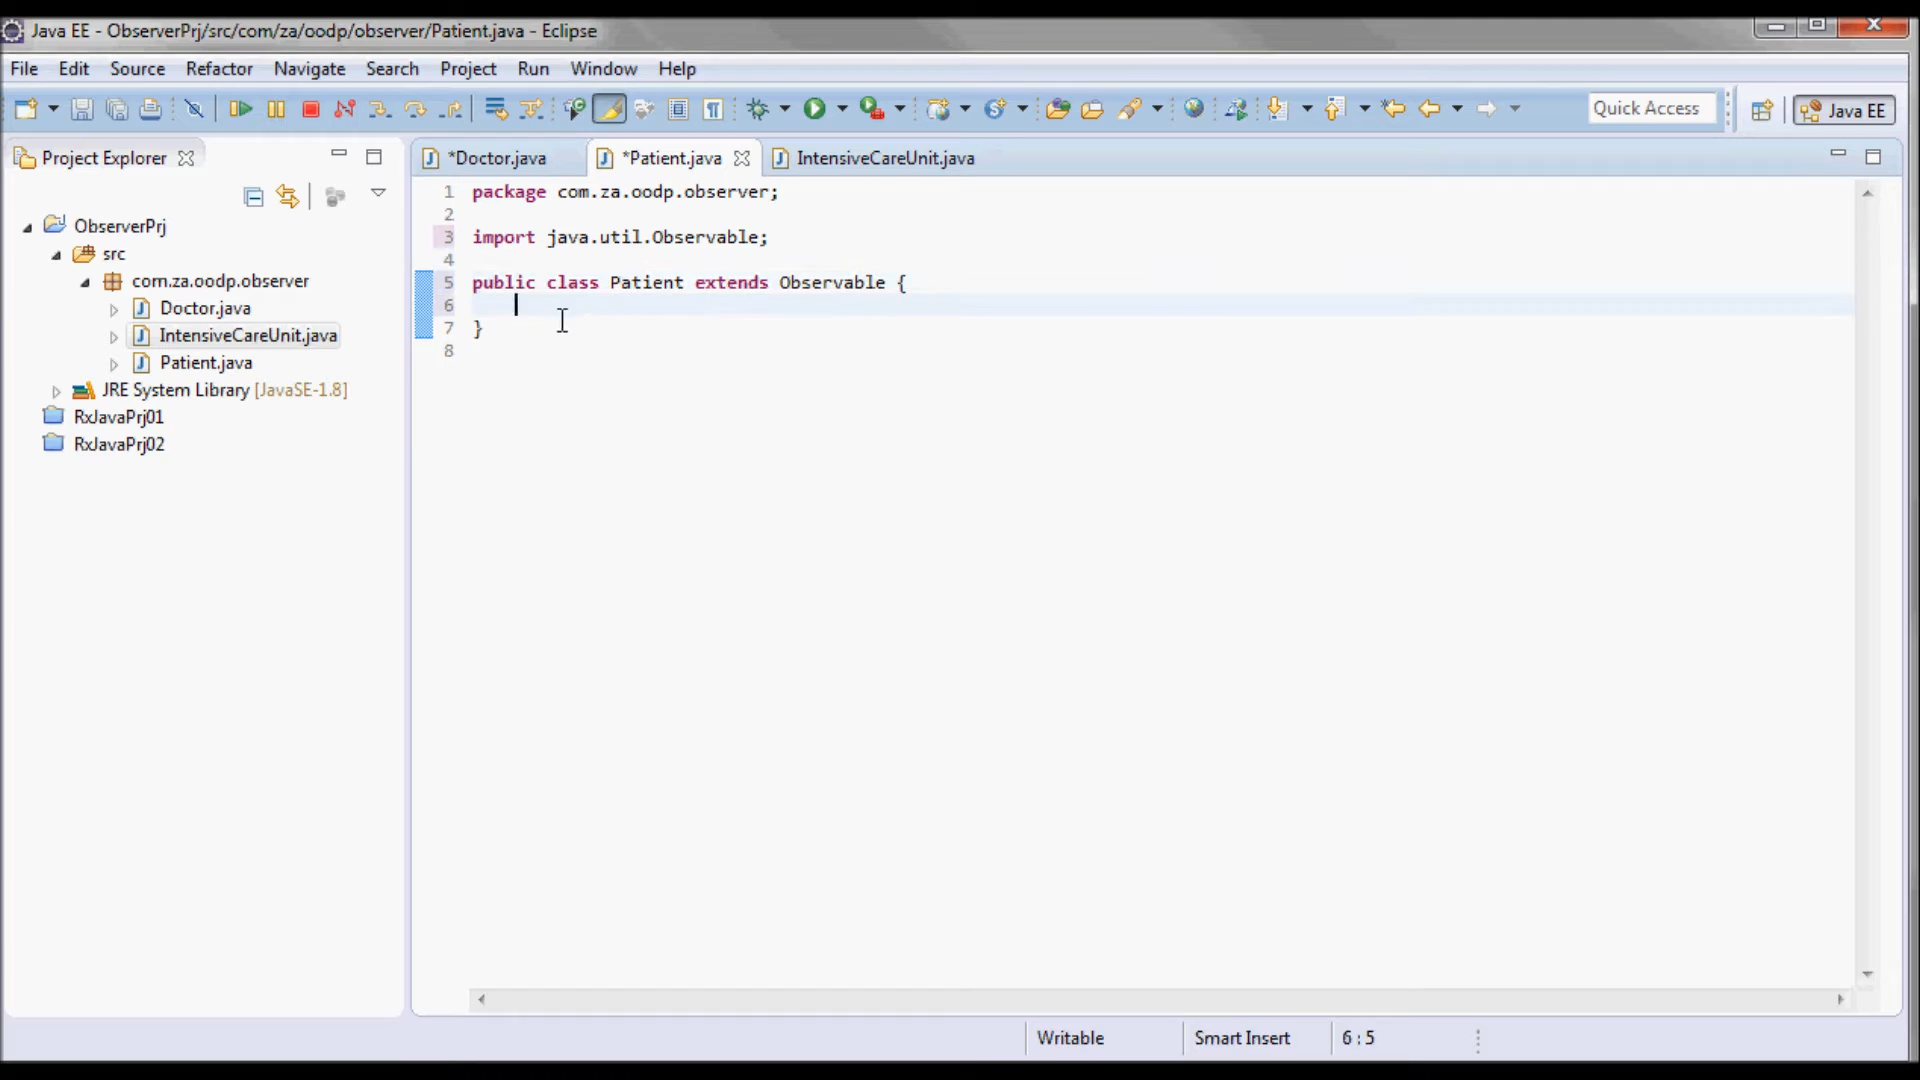 Java EE - ObserverPrj/src/com/za/oodp/observer/Patient.java - Eclipse
File Edit Source Refactor Navigate Search Project Run Window Help
Quick Access
Java EE
Project Explorer
*Doctor.java
*Patient.java
IntensiveCareUnit.java
ObserverPrj
src
com.za.oodp.observer
Doctor.java
IntensiveCareUnit.java
Patient.java
JRE System Library [JavaSE-1.8]
RxJavaPrj01
RxJavaPrj02
1 package com.za.oodp.observer;
2
3 import java.util.Observable;
4
5 public class Patient extends Observable {
6
7 }
8
Writable
Smart Insert
6 : 5